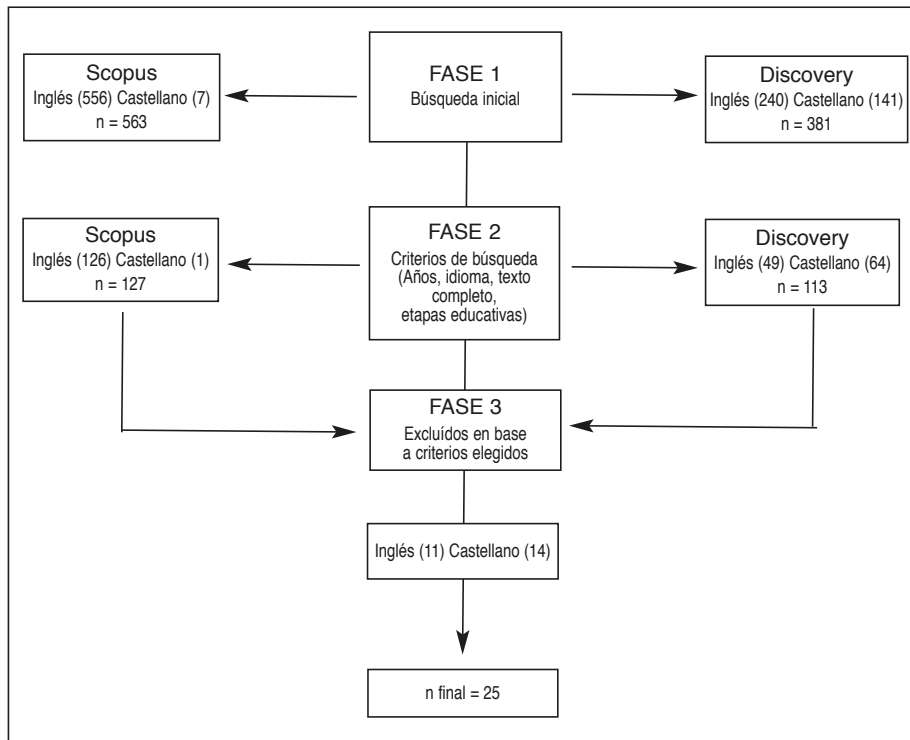 FASE 1
Búsqueda inicial
Scopus
Inglés (556) Castellano (7)
n = 563
Discovery
Inglés (240) Castellano (141)
n = 381
FASE 2
Criterios de búsqueda
(Años, idioma, texto
completo,
etapas educativas)
Scopus
Inglés (126) Castellano (1)
n = 127
Discovery
Inglés (49) Castellano (64)
n = 113
FASE 3
Excluídos en base
a criterios elegidos
Inglés (11) Castellano (14)
n final = 25